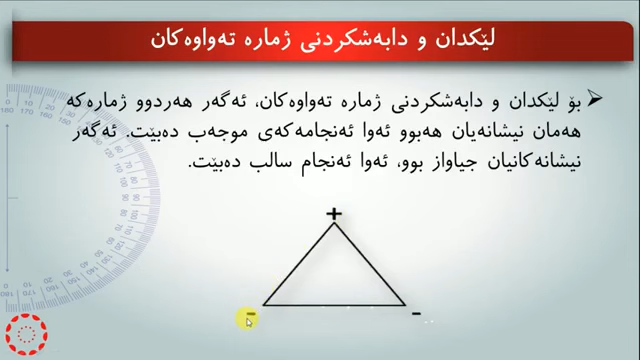 لێکدان و دابەشکردنی ژمارە تەواوەکان
بۆ لێکدان و دابەشکردنی ژمارە تەواوەکان، ئەگەر هەردوو ژمارەکە
هەمان نیشانەیان هەبوو ئەوا ئەنجامەکەی موجەب دەبێت. ئەگەر
نیشانەکانیان جیاواز بوو، ئەوا ئەنجام سالب دەبێت.
+
- -